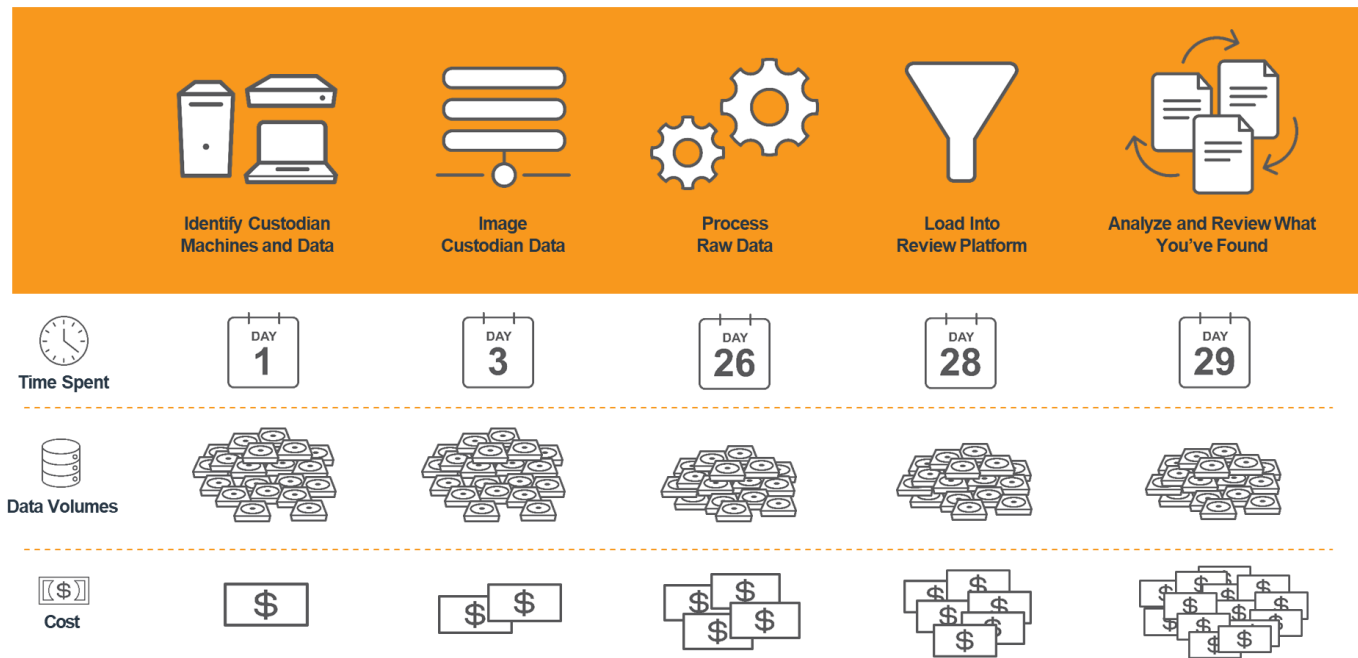 Identify Custodian
Machines and Data
Image
Custodian Data
Process
Raw Data
Load Into
Review Platform
Analyze and Review What
You've Found
Time Spent
DAY
1
DAY
3
DAY
26
DAY
28
DAY
29
Data Volumes
$
Cost
$
$ $
$ $ $ $
$ $ $ $ $ $ $
$ $ $ $ $ $ $ $ $ $ $ $ $